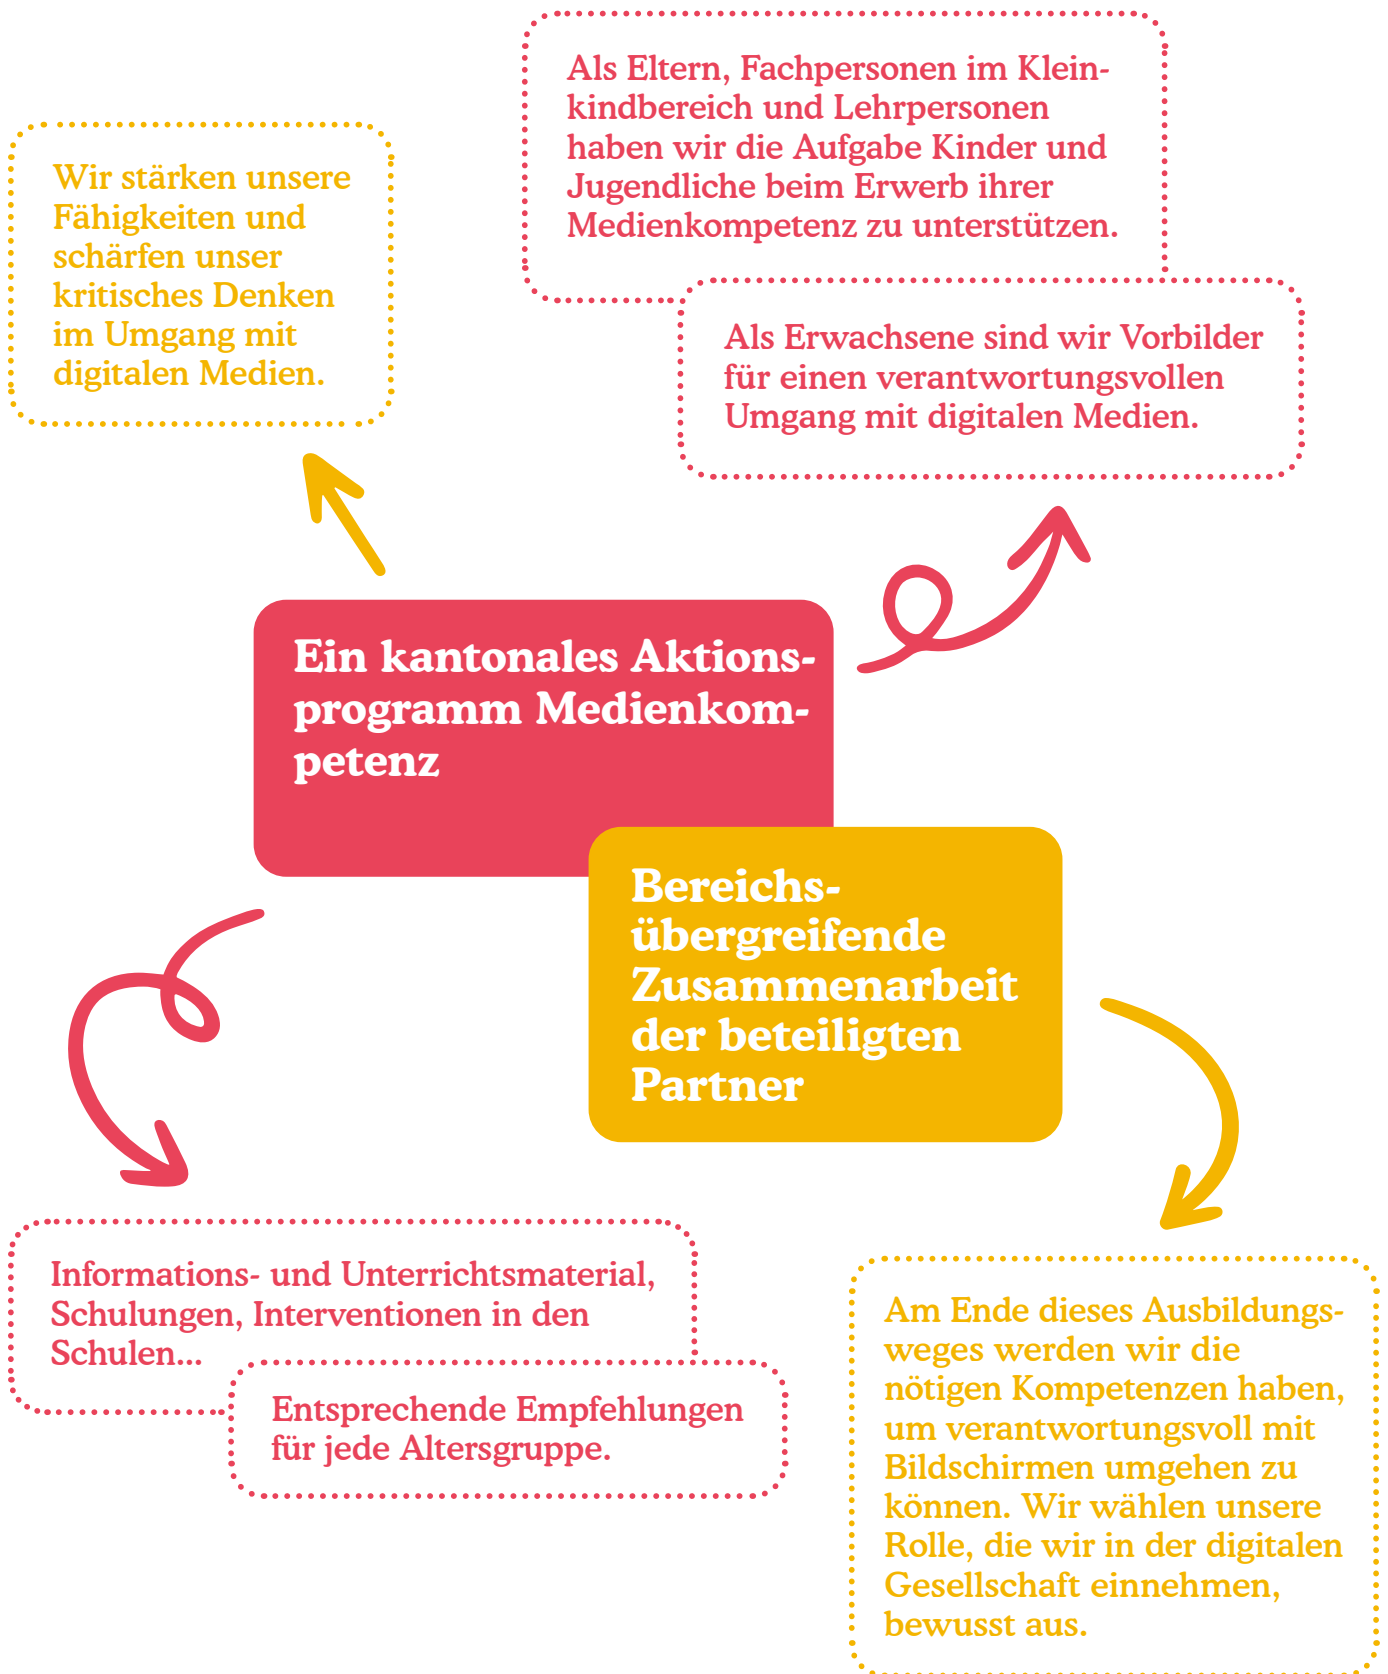 Als Eltern, Fachpersonen im Klein-
kindbereich und Lehrpersonen
haben wir die Aufgabe Kinder und
Jugendliche beim Erwerb ihrer
Medienkompetenz zu unterstützen.
Wir stärken unsere
Fähigkeiten und
schärfen unser
kritisches Denken
im Umgang mit
digitalen Medien.
Als Erwachsene sind wir Vorbilder
für einen verantwortungsvollen
Umgang mit digitalen Medien.
Ein kantonales Aktions-
programm Medienkom-
petenz
Bereichs-
übergreifende
Zusammenarbeit
der beteiligten
Partner
Informations- und Unterrichtsmaterial,
Schulungen, Interventionen in den
Schulen...
Entsprechende Empfehlungen
für jede Altersgruppe.
Am Ende dieses Ausbildungs-
weges werden wir die
nötigen Kompetenzen haben,
um verantwortungsvoll mit
Bildschirmen umgehen zu
können. Wir wählen unsere
Rolle, die wir in der digitalen
Gesellschaft einnehmen,
bewusst aus.